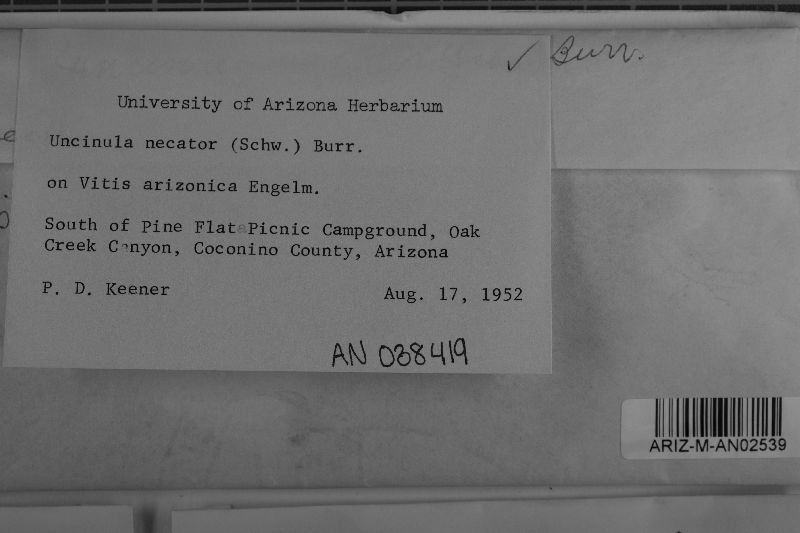 ✓ Burr.
University of Arizona Herbarium
Uncinula necator (Schw.) Burr.
on Vitis arizonica Engelm.
South of Pine Flat Picnic Campground, Oak
Creek Canyon, Coconino County, Arizona
P. D. Keener Aug. 17, 1952
AN 038419
ARIZ-M-AN02539